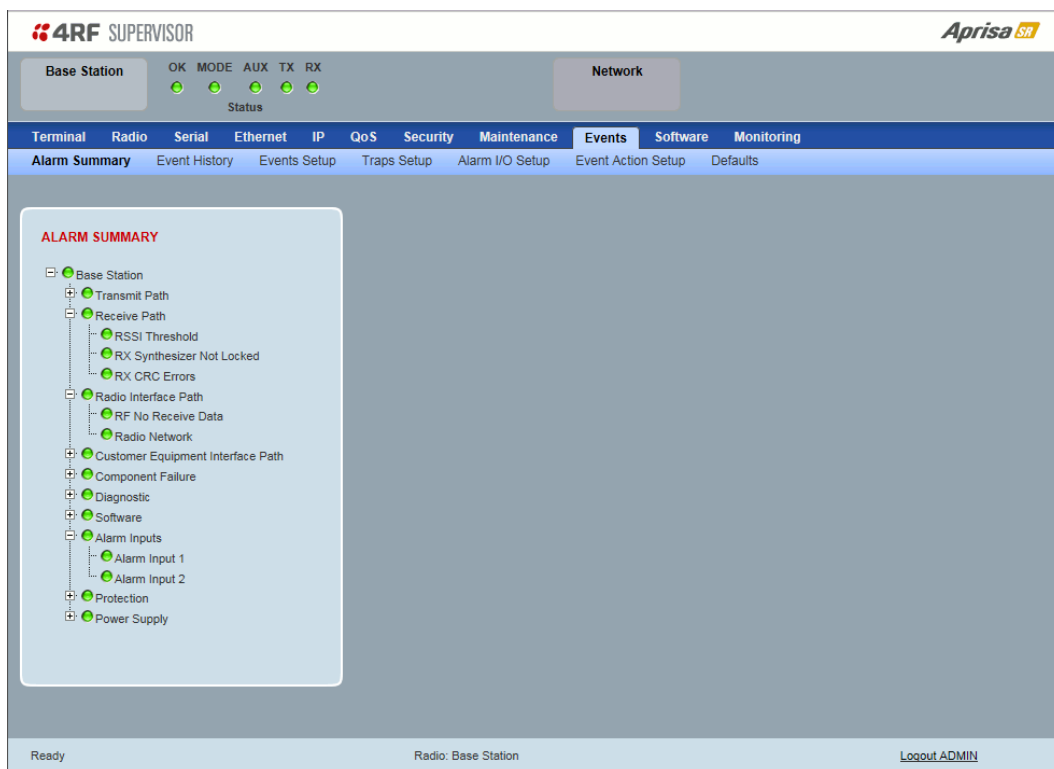 4RF SUPERVISOR
Aprisa SR
Base Station
OK MODE AUX TX RX
Status
Network
Terminal Radio Serial Ethernet IP QoS Security Maintenance Events Software Monitoring
Alarm Summary Event History Events Setup Traps Setup Alarm I/O Setup Event Action Setup Defaults
ALARM SUMMARY
Base Station
Transmit Path
Receive Path
RSSI Threshold
RX Synthesizer Not Locked
RX CRC Errors
Radio Interface Path
RF No Receive Data
Radio Network
Customer Equipment Interface Path
Component Failure
Diagnostic
Software
Alarm Inputs
Alarm Input 1
Alarm Input 2
Protection
Power Supply
Ready Radio: Base Station Logout ADMIN